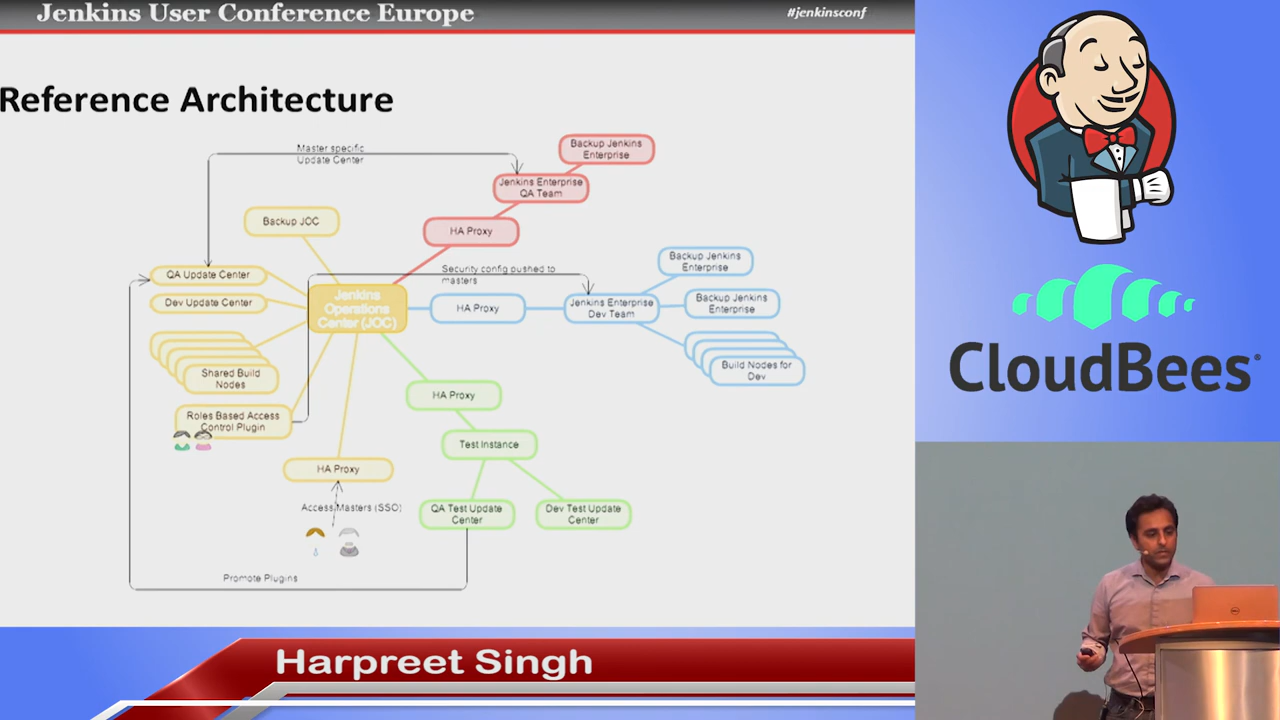 Jenkins User Conference Europe
#jenkinsconf
Reference Architecture
Master specific
Update Center
Backup Jenkins
Enterprise
Jenkins Enterprise
QA Team
Backup JOC
HA Proxy
QA Update Center
Security config pushed to
masters
Backup Jenkins
Enterprise
Dev Update Center
Jenkins
Operations
Center (JOC)
HA Proxy
Jenkins Enterprise
Dev Team
Backup Jenkins
Enterprise
Shared Build
Nodes
Build Nodes for
Dev
HA Proxy
Roles Based Access
Control Plugin
Test Instance
HA Proxy
Access Masters (SSO)
QA Test Update
Center
Dev Test Update
Center
Promote Plugins
Harpreet Singh
CloudBees®